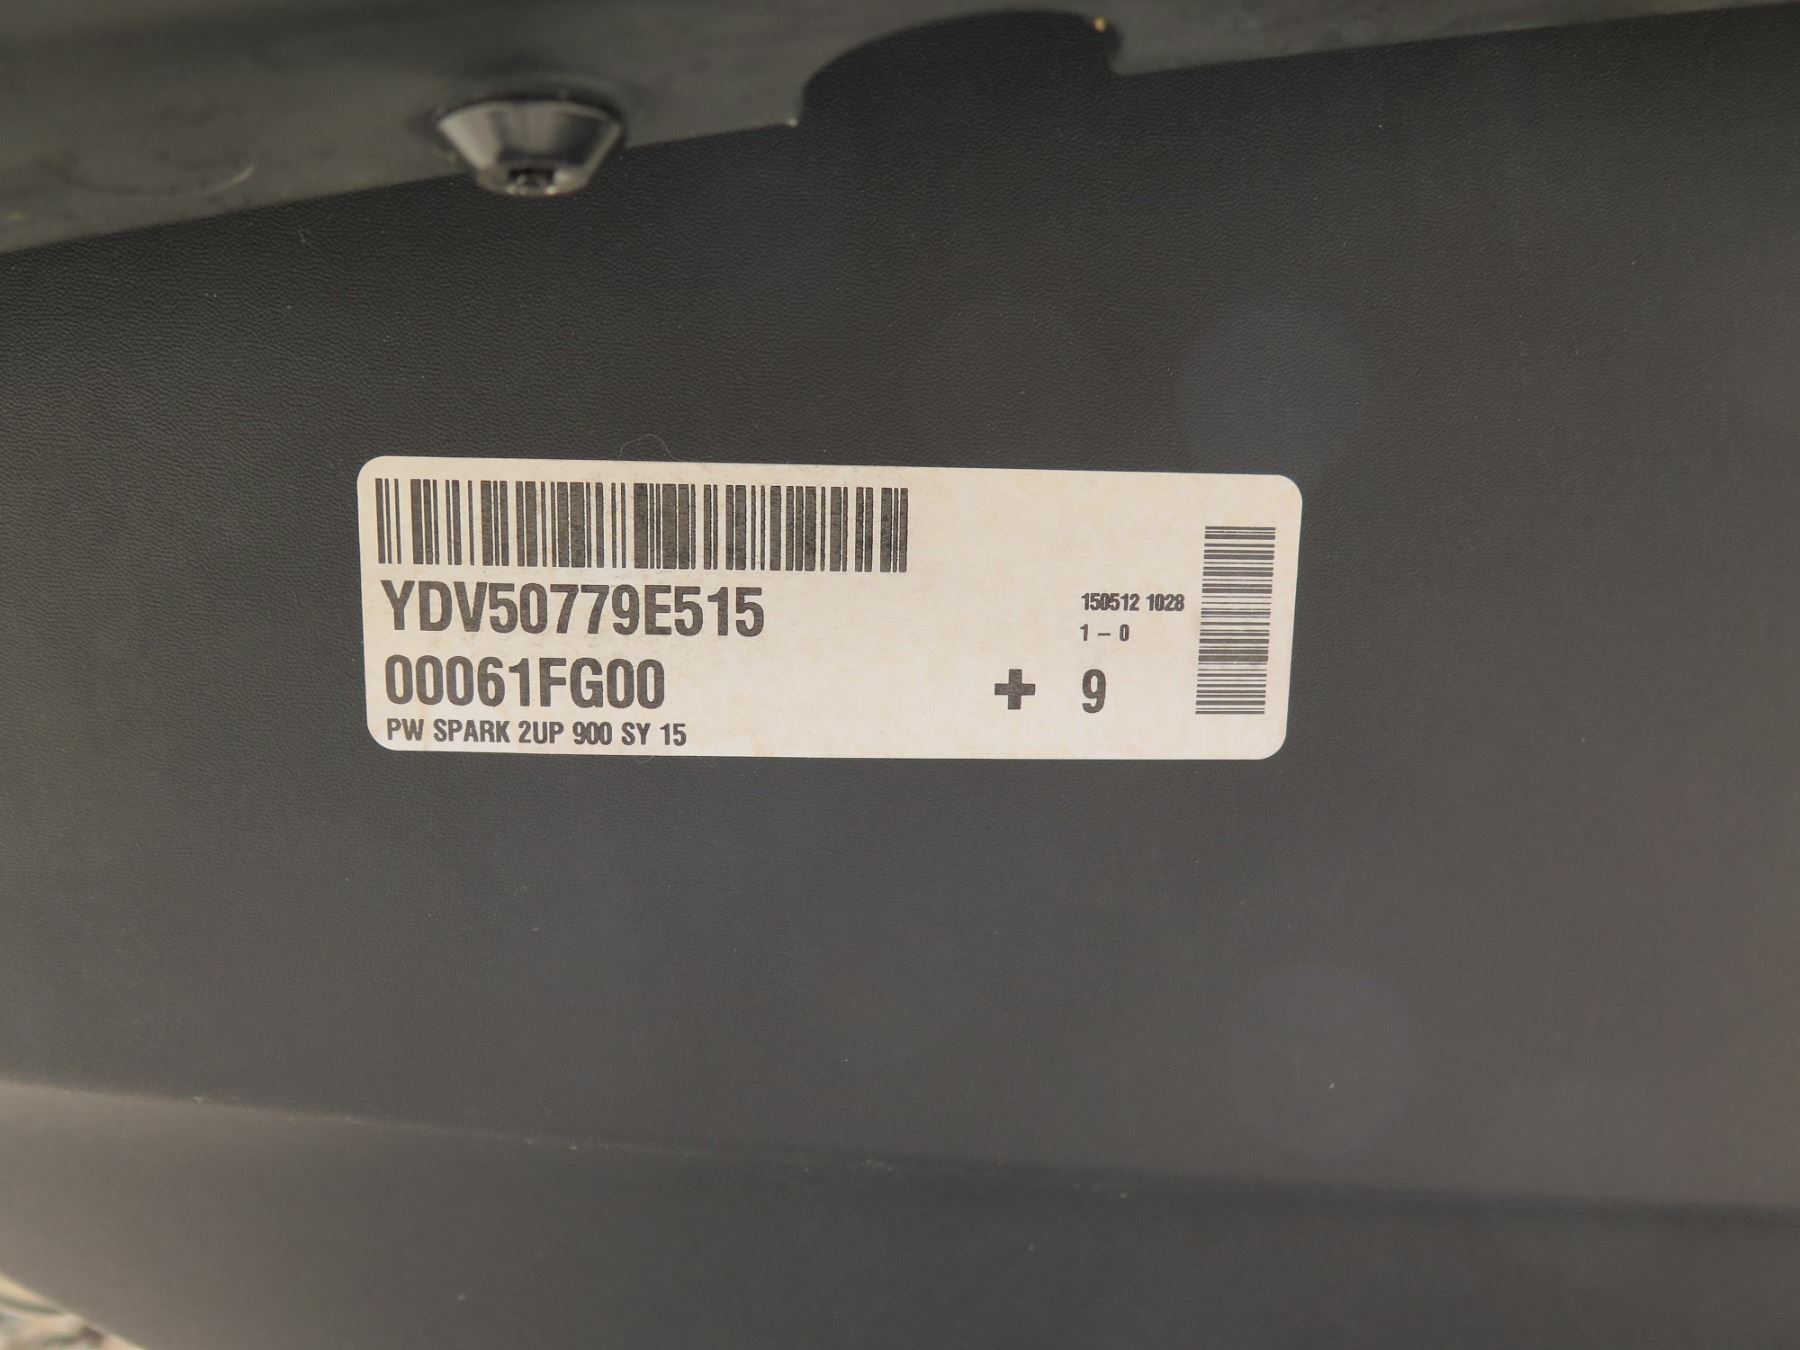 YDV50779E515
00061FG00
PW SPARK 2UP 900 SY 15
150512 1028
1 - 0
+ 9